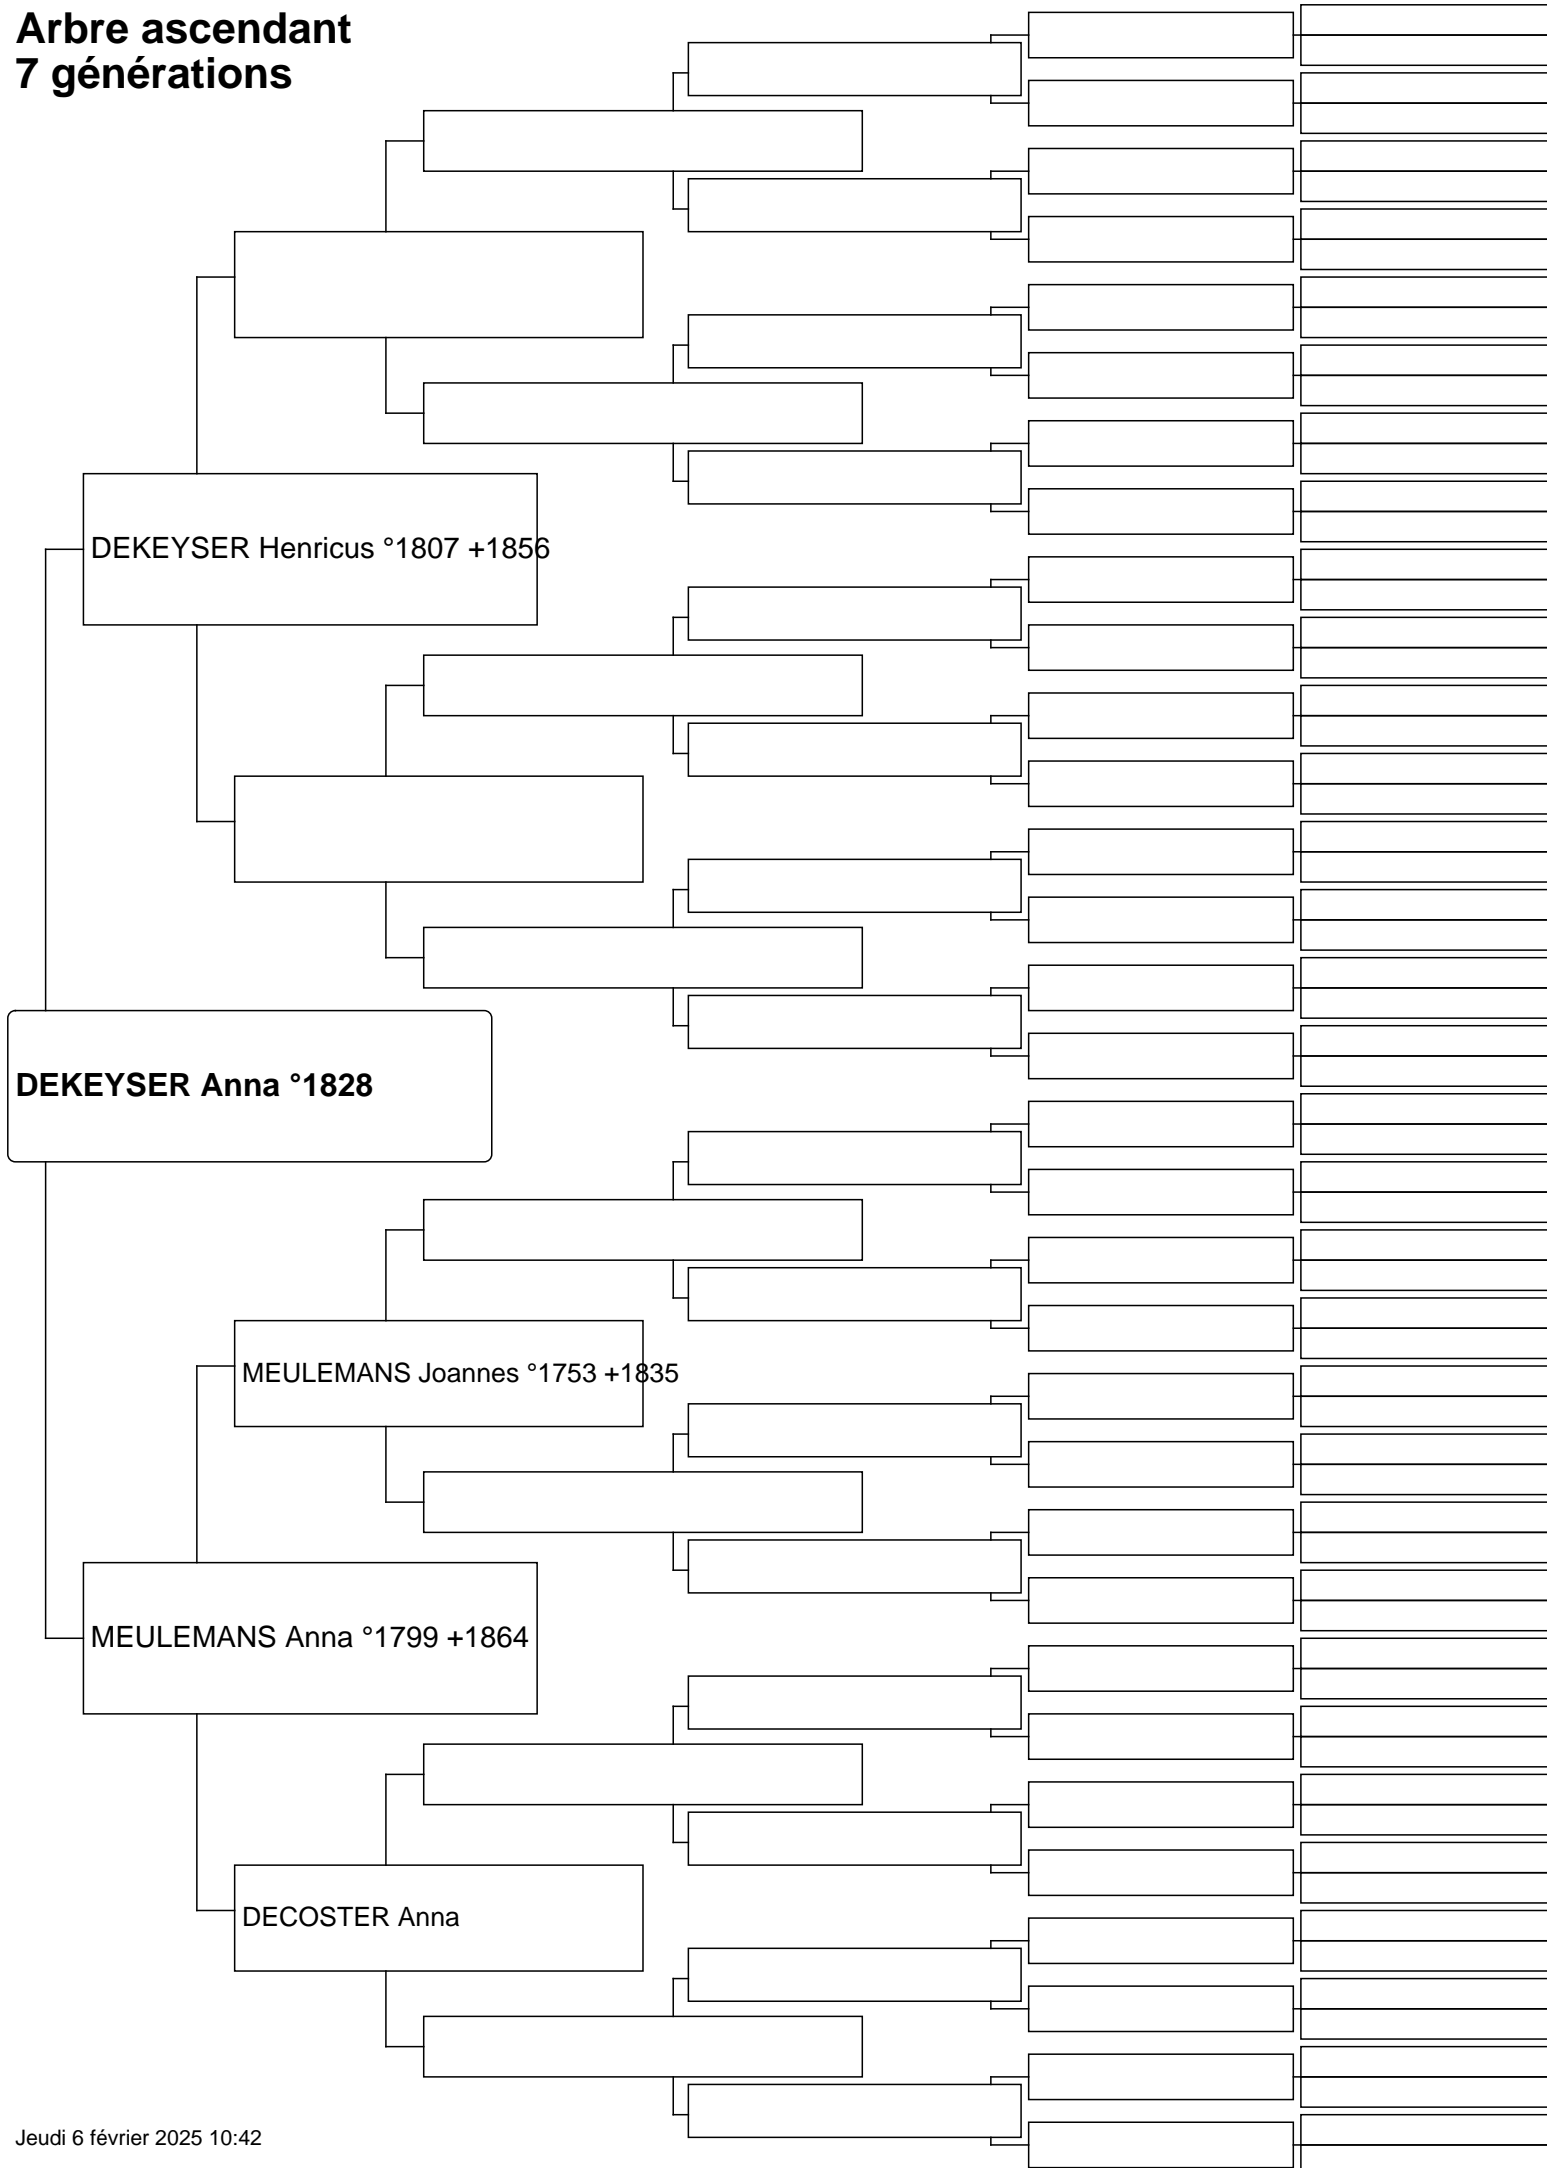 Arbre ascendant
7 générations
DEKEYSER Henricus °1807 +1856
DEKEYSER Anna °1828
MEULEMANS Joannes °1753 +1835
MEULEMANS Anna °1799 +1864
DECOSTER Anna
Jeudi 6 février 2025 10:42